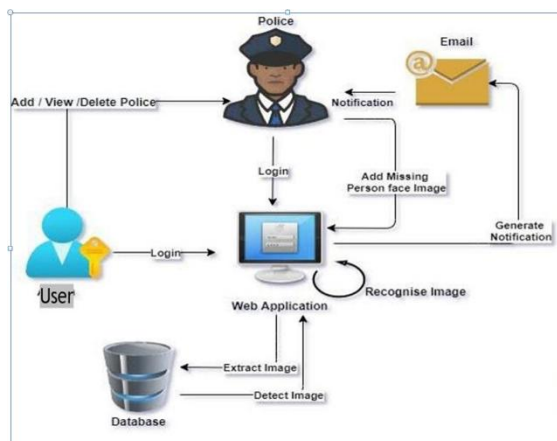 Police
Email
Add / View /Delete Police
Notification
Login
Add Missing
Person face Image
Generate
Notification
Login
'User'
Recognise Image
Web Application
Extract Image
Detect Image
Database